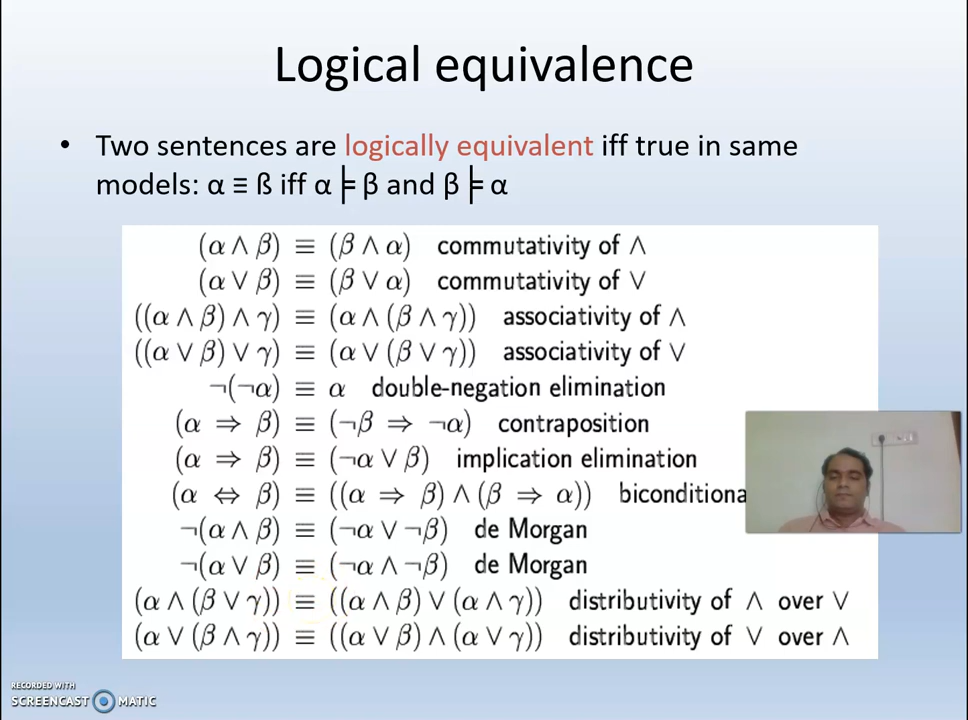 Logical equivalence
• Two sentences are logically equivalent iff true in same
models: α ≡ ß iff α ╞ β and β ╞ α
(α ∧ β) ≡ (β ∧ α) commutativity of ∧
(α ∨ β) ≡ (β ∨ α) commutativity of ∨
((α ∧ β) ∧ γ) ≡ (α ∧ (β ∧ γ)) associativity of ∧
((α ∨ β) ∨ γ) ≡ (α ∨ (β ∨ γ)) associativity of ∨
¬(¬α) ≡ α double-negation elimination
(α ⇒ β) ≡ (¬β ⇒ ¬α) contraposition
(α ⇒ β) ≡ (¬α ∨ β) implication elimination
(α ⇔ β) ≡ ((α ⇒ β) ∧ (β ⇒ α)) biconditiona
¬(α ∧ β) ≡ (¬α ∨ ¬β) de Morgan
¬(α ∨ β) ≡ (¬α ∧ ¬β) de Morgan
(α ∧ (β ∨ γ)) ≡ ((α ∧ β) ∨ (α ∧ γ)) distributivity of ∧ over ∨
(α ∨ (β ∧ γ)) ≡ ((α ∨ β) ∧ (α ∨ γ)) distributivity of ∨ over ∧
RECORDED WITH
SCREENCAST MATIC